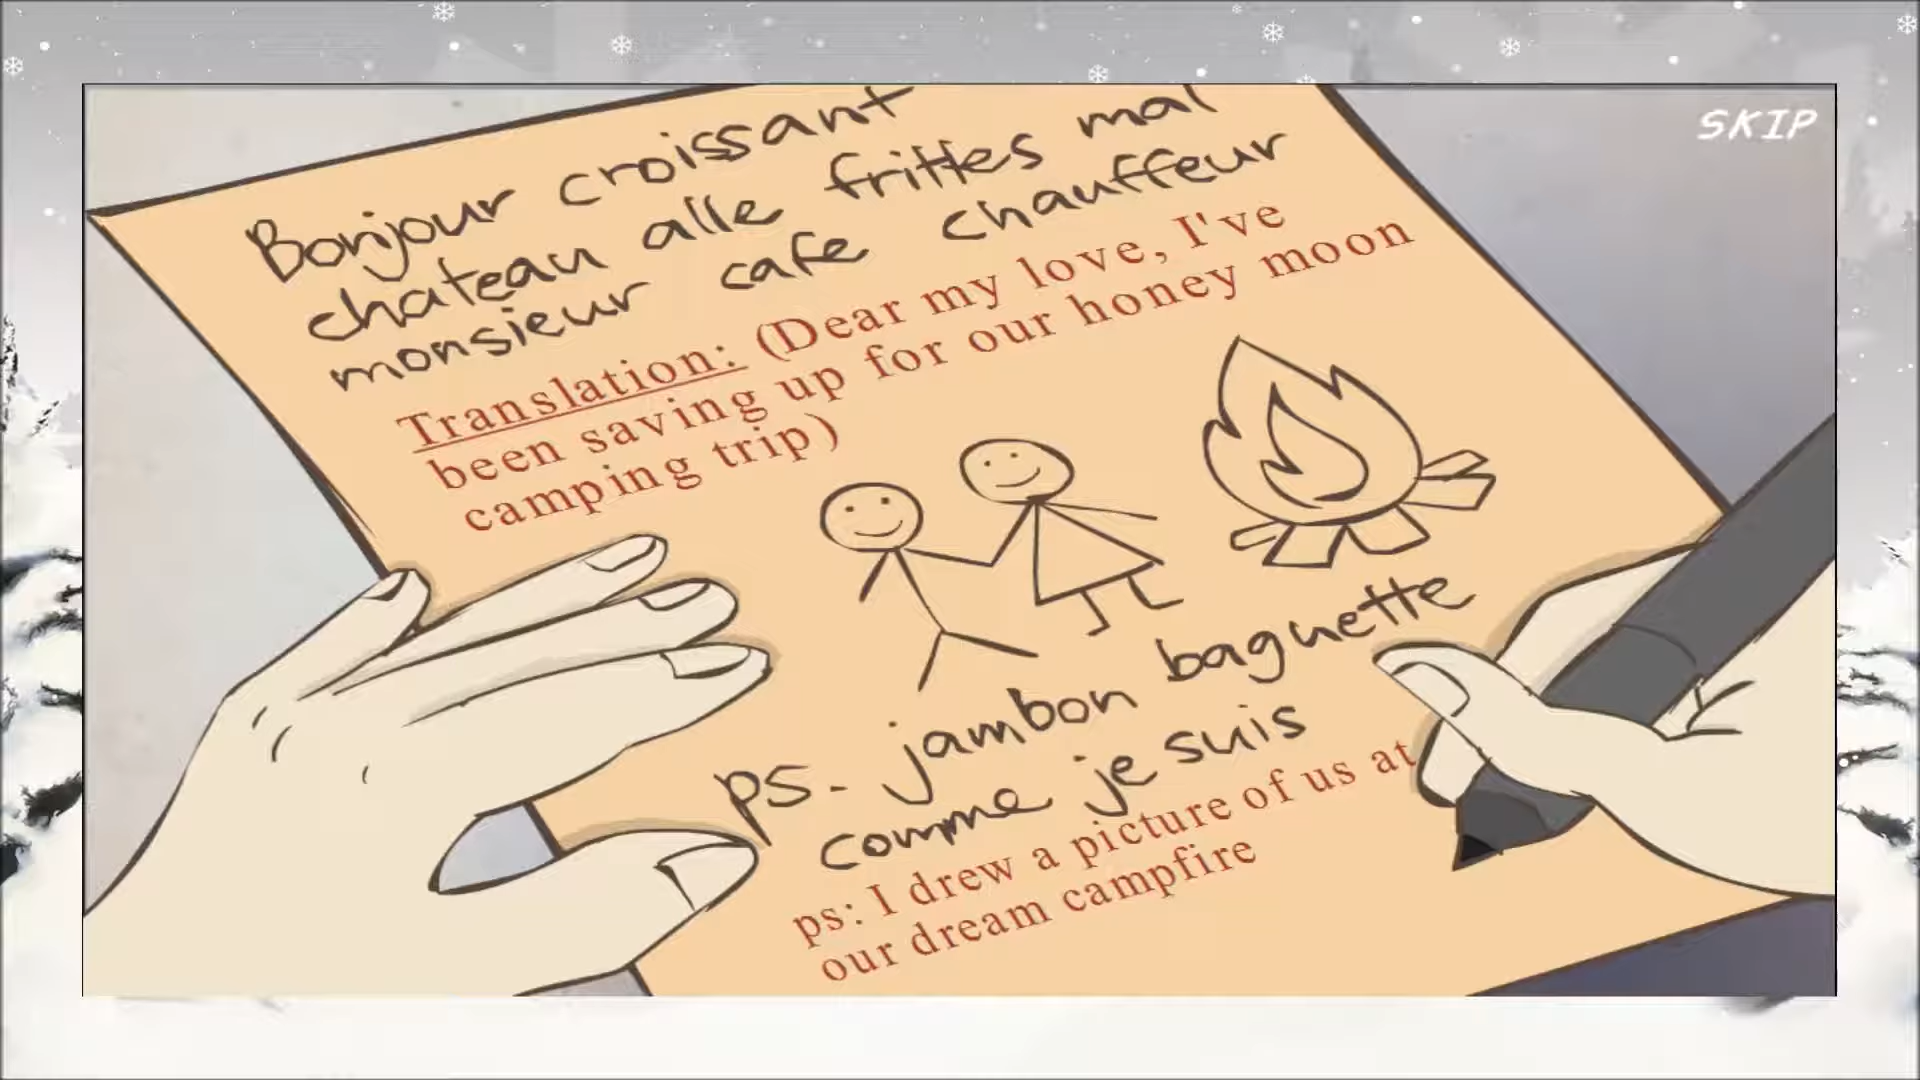 SKIP
Bonjour croissant
chateau alle frittes mal
monsieur cafe chauffeur
Translation: (Dear my love, I've
been saving up for our honey moon
camping trip)
ps. jambon baguette
comme je suis
ps: I drew a picture of us at
our dream campfire